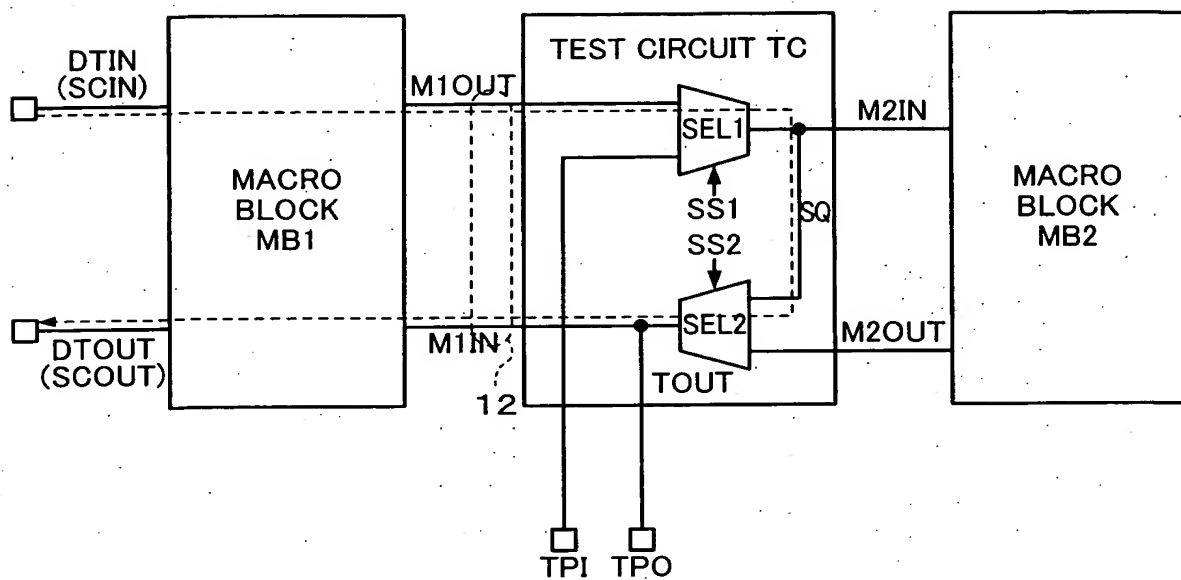 DTIN
(SCIN)
MACRO
BLOCK
MB1
DTOUT
(SCOUT)
M1OUT
M1IN
12
TEST CIRCUIT TC
SEL1
SS1
SS2
SQ
SEL2
TOUT
M2IN
M2OUT
MACRO
BLOCK
MB2
TPI
TPO